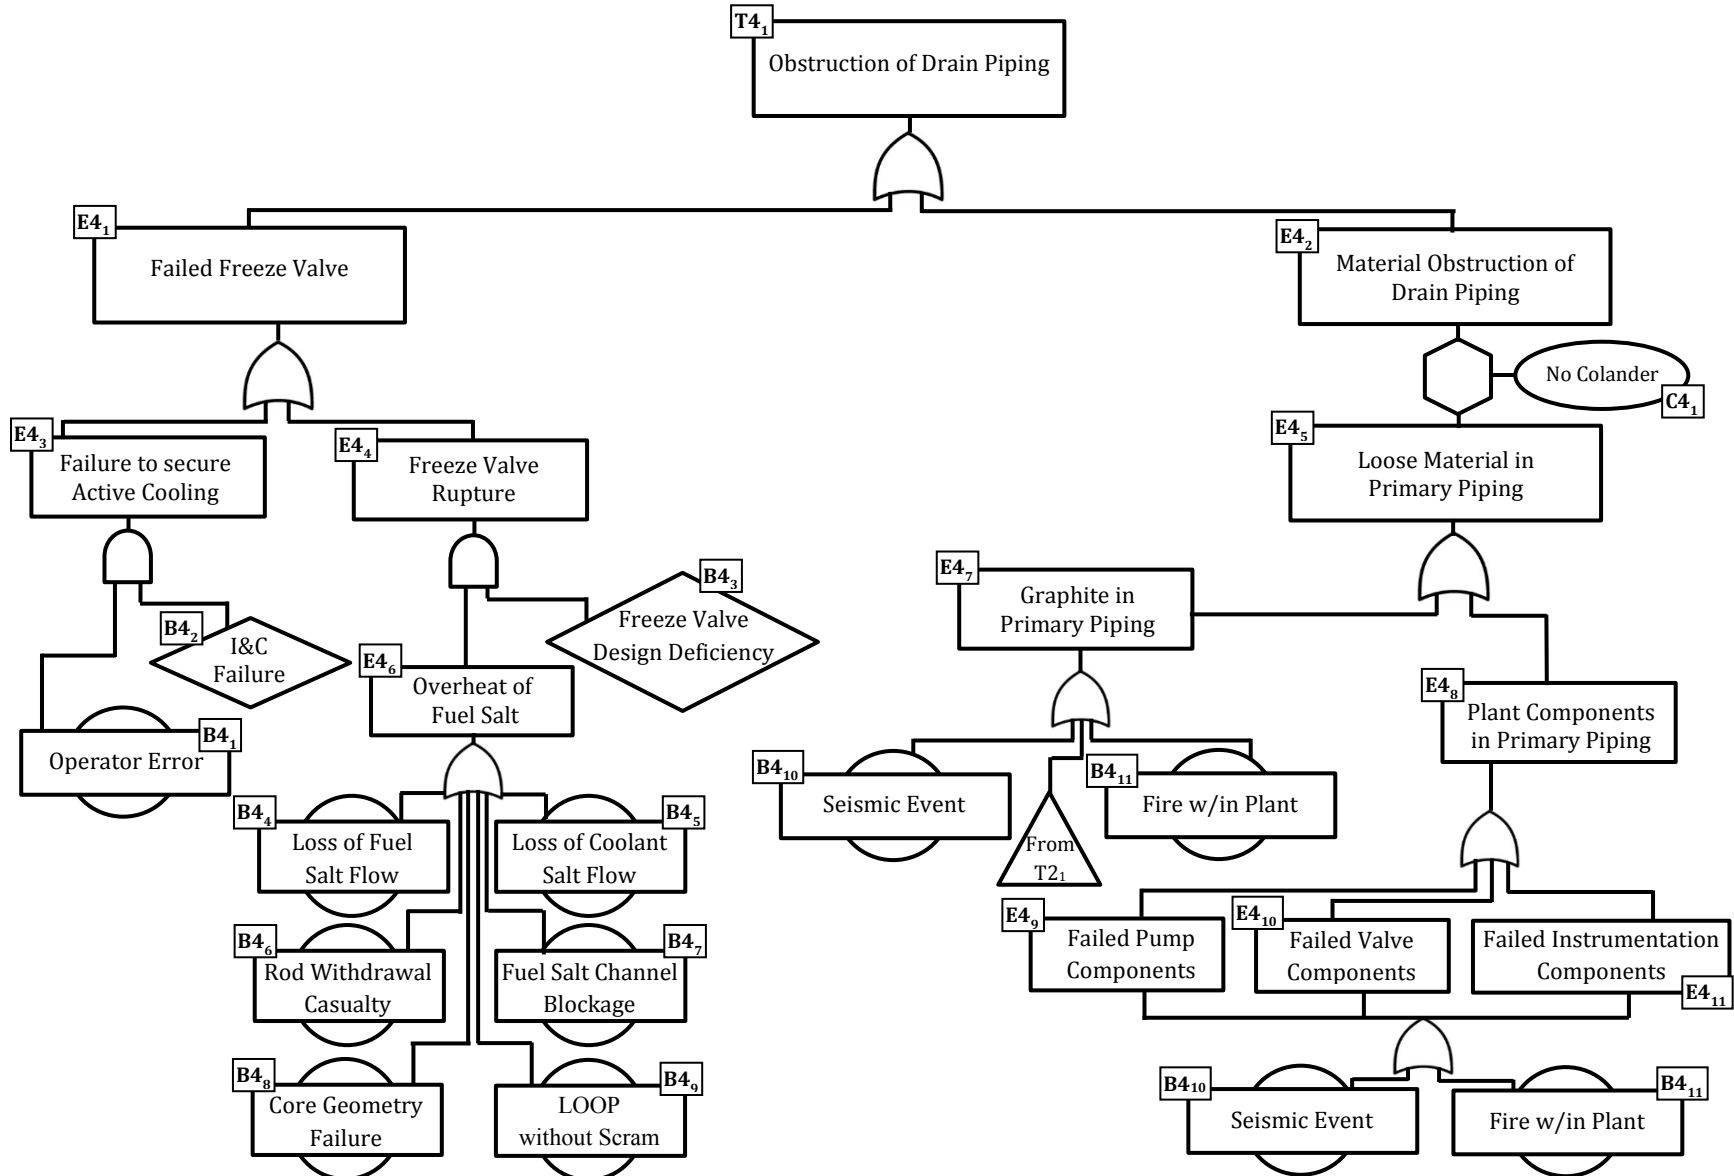 T4₁
Obstruction of Drain Piping
E4₁
Failed Freeze Valve
E4₂
Material Obstruction of
Drain Piping
No Colander
C4₁
E4₃
Failure to secure
Active Cooling
E4₄
Freeze Valve
Rupture
E4₅
Loose Material in
Primary Piping
B4₂
I&C
Failure
B4₃
Freeze Valve
Design Deficiency
E4₇
Graphite in
Primary Piping
E4₆
Overheat of
Fuel Salt
E4₈
Plant Components
in Primary Piping
B4₁
Operator Error
B4₁₀
Seismic Event
From
T2₁
B4₁₁
Fire w/in Plant
B4₄
Loss of Fuel
Salt Flow
B4₅
Loss of Coolant
Salt Flow
B4₆
Rod Withdrawal
Casualty
B4₇
Fuel Salt Channel
Blockage
B4₈
Core Geometry
Failure
B4₉
LOOP
without Scram
E4₉
Failed Pump
Components
E4₁₀
Failed Valve
Components
Failed Instrumentation
Components
E4₁₁
B4₁₀
Seismic Event
B4₁₁
Fire w/in Plant